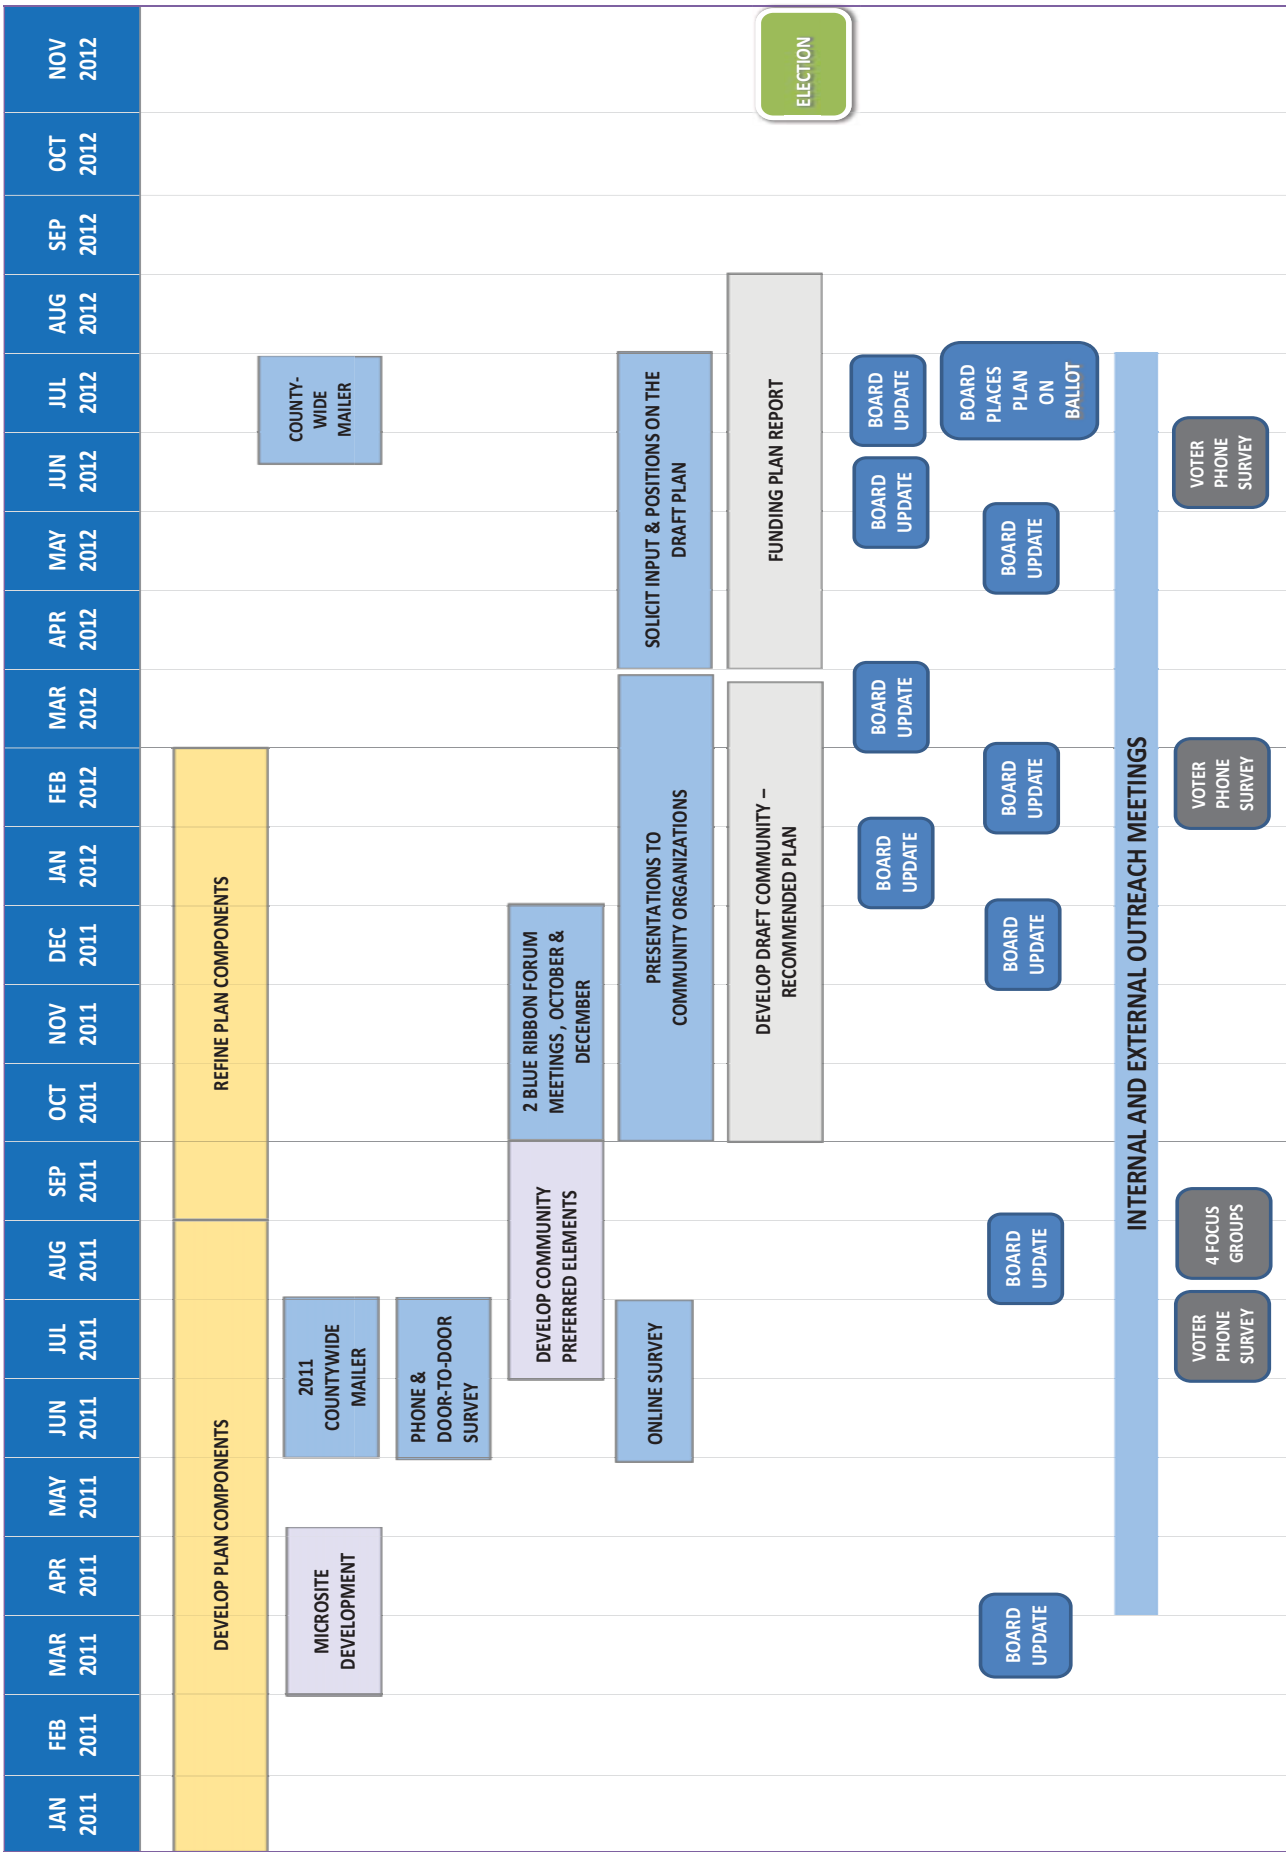 JAN
2011
FEB
2011
MAR
2011
APR
2011
MAY
2011
JUN
2011
JUL
2011
AUG
2011
SEP
2011
OCT
2011
NOV
2011
DEC
2011
JAN
2012
FEB
2012
MAR
2012
APR
2012
MAY
2012
JUN
2012
JUL
2012
AUG
2012
SEP
2012
OCT
2012
NOV
2012
DEVELOP PLAN COMPONENTS
REFINE PLAN COMPONENTS
MICROSITE
DEVELOPMENT
2011
COUNTYWIDE
MAILER
COUNTY-
WIDE
MAILER
PHONE &
DOOR-TO-DOOR
SURVEY
DEVELOP COMMUNITY
PREFERRED ELEMENTS
2 BLUE RIBBON FORUM
MEETINGS , OCTOBER &
DECEMBER
ONLINE SURVEY
PRESENTATIONS TO
COMMUNITY ORGANIZATIONS
SOLICIT INPUT & POSITIONS ON THE
DRAFT PLAN
DEVELOP DRAFT COMMUNITY –
RECOMMENDED PLAN
FUNDING PLAN REPORT
ELECTION
BOARD
UPDATE
BOARD
UPDATE
BOARD
UPDATE
BOARD
UPDATE
BOARD
UPDATE
BOARD
UPDATE
BOARD
UPDATE
BOARD
UPDATE
BOARD
UPDATE
BOARD
PLACES
PLAN
ON
BALLOT
INTERNAL AND EXTERNAL OUTREACH MEETINGS
VOTER
PHONE
SURVEY
4 FOCUS
GROUPS
VOTER
PHONE
SURVEY
VOTER
PHONE
SURVEY